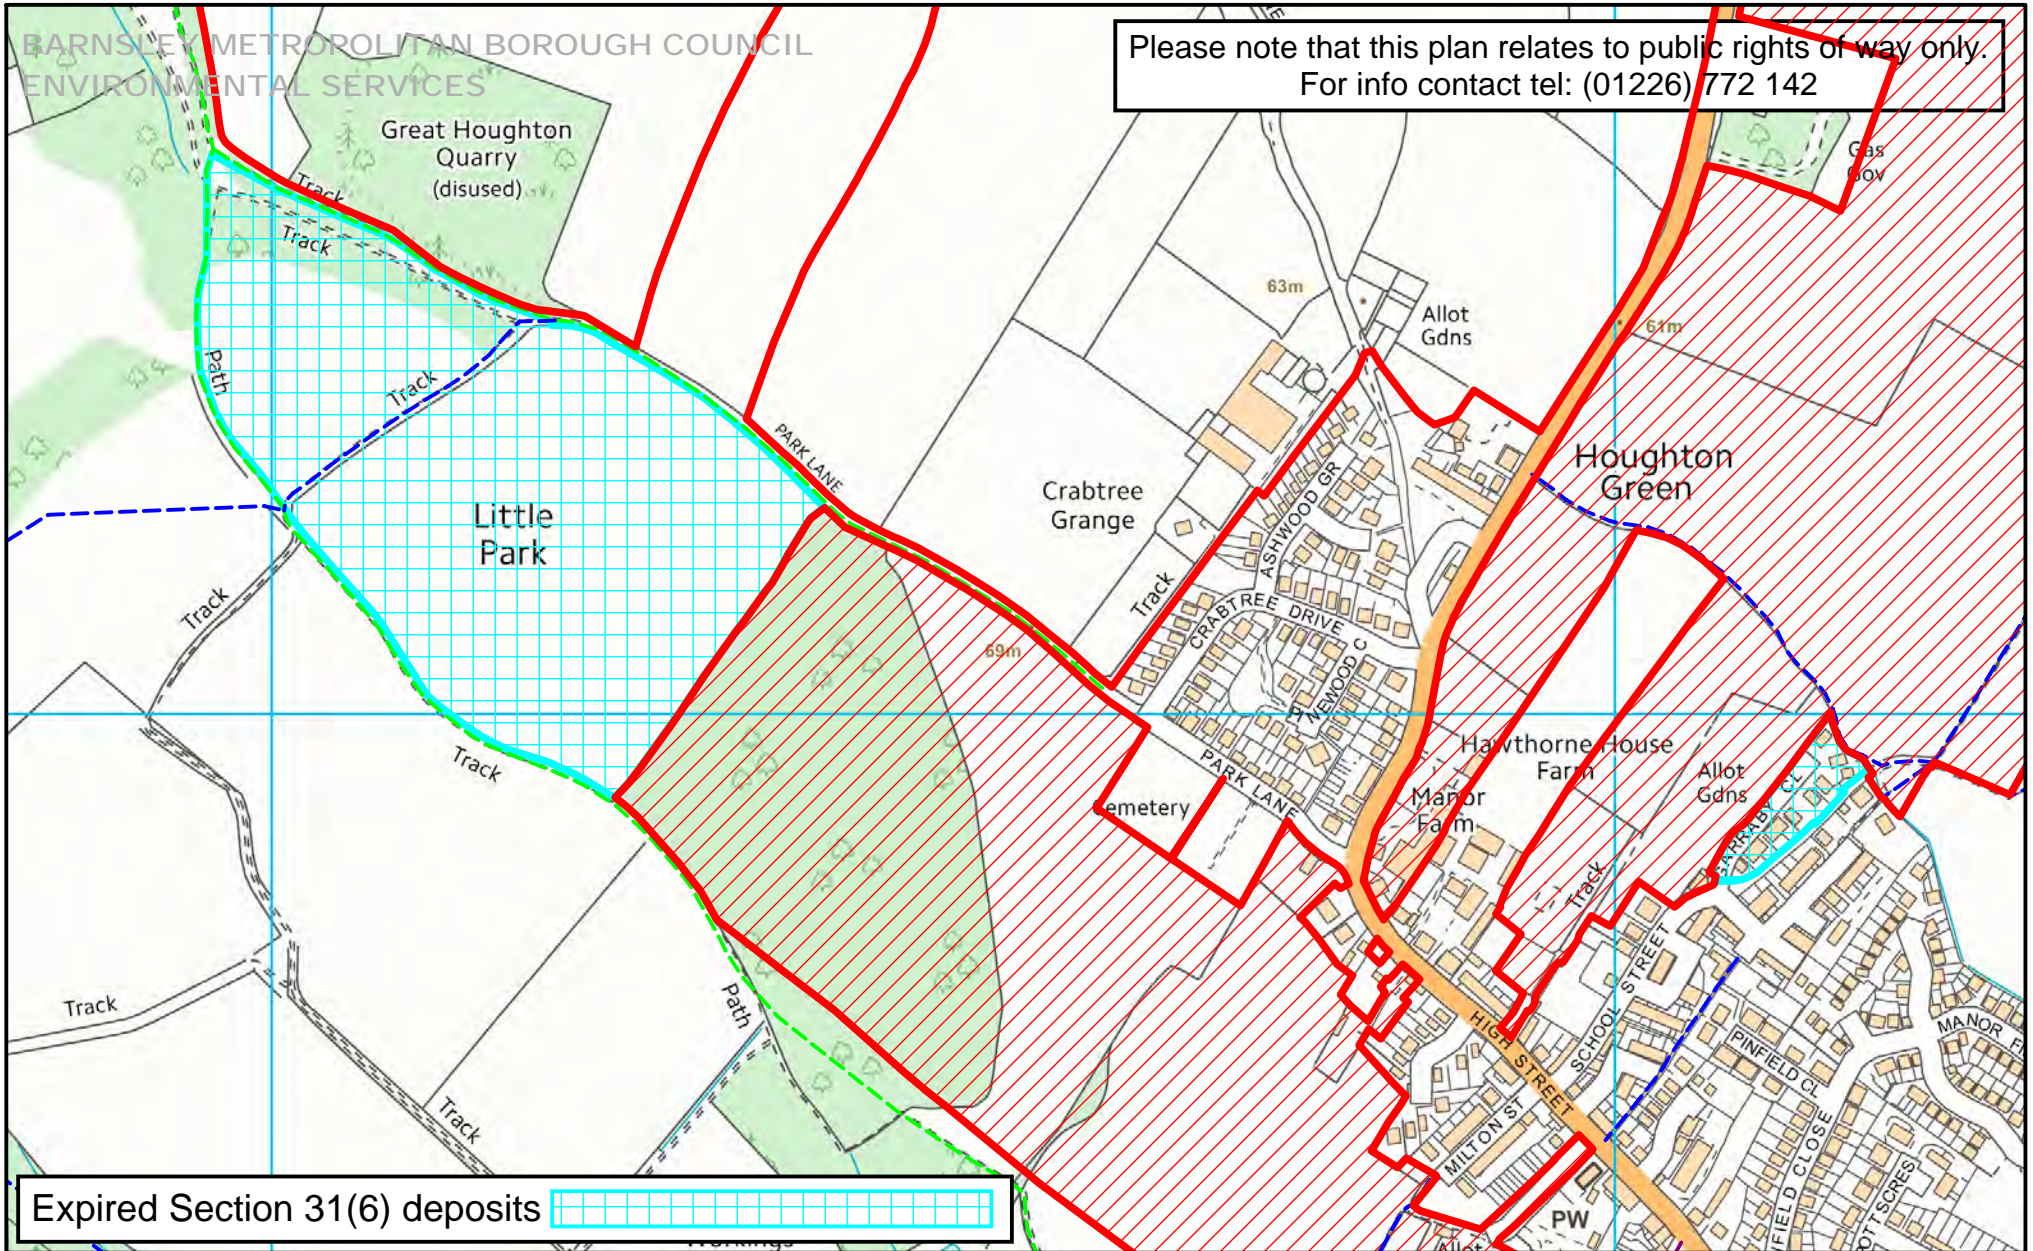 BARNSLEY METROPOLITAN BOROUGH COUNCIL
ENVIRONMENTAL SERVICES
Please note that this plan relates to public rights of way only.
For info contact tel: (01226) 772 142
Great Houghton
Quarry
(disused)
Track
Track
Gas
Gov
63m
Allot
Gdns
61m
Path
Track
PARK LANE
Houghton
Green
Crabtree
Grange
ASHWOOD GR
Little
Park
Track
Track
CRABTREE DRIVE
69m
Track
PARK LANE
Hawthorne House
Farm
Allot
Gdns
Manor
Farm
Cemetery
Track
Path
Track
SCHOOL STREET
HIGH STREET
PINFIELD CL
MANOR
Track
MILTON ST
FIELD CLOSE
PW
Expired Section 31(6) deposits